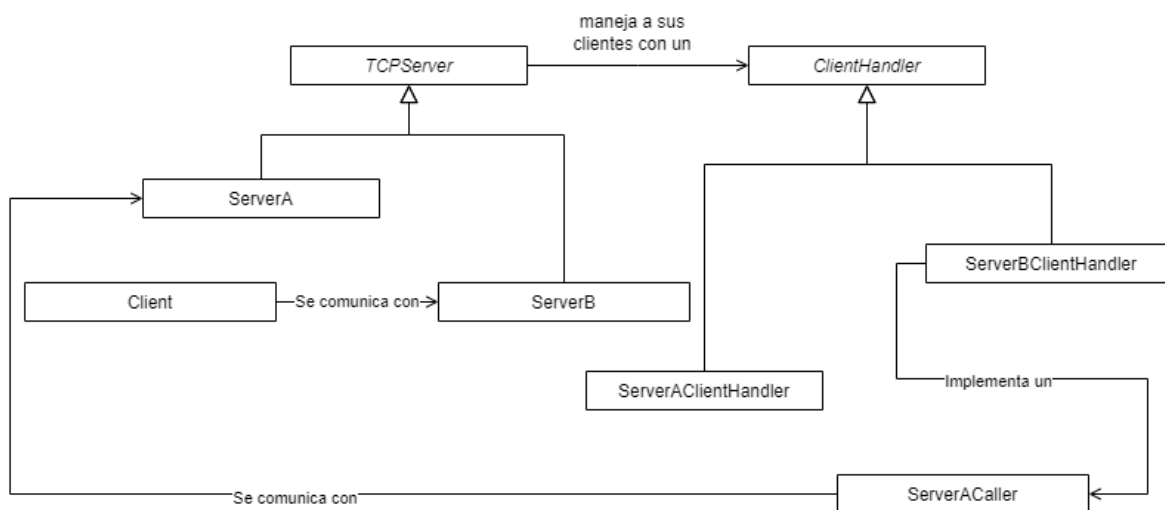 maneja a sus
clientes con un
TCPServer
ClientHandler
ServerA
ServerBClientHandler
Client
Se comunica con
ServerB
ServerAClientHandler
Implementa un
Se comunica con
ServerACaller